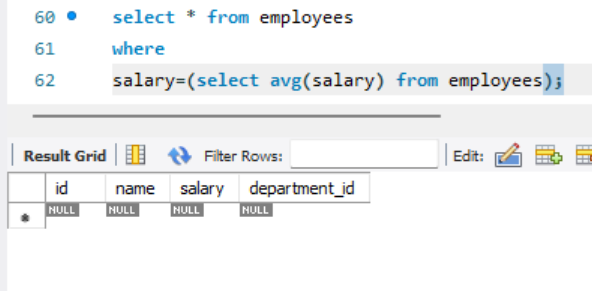 60 select * from employees
61 where
62 salary=(select avg(salary) from employees);
Result Grid Filter Rows: Edit:
id name salary department_id
* NULL NULL NULL NULL